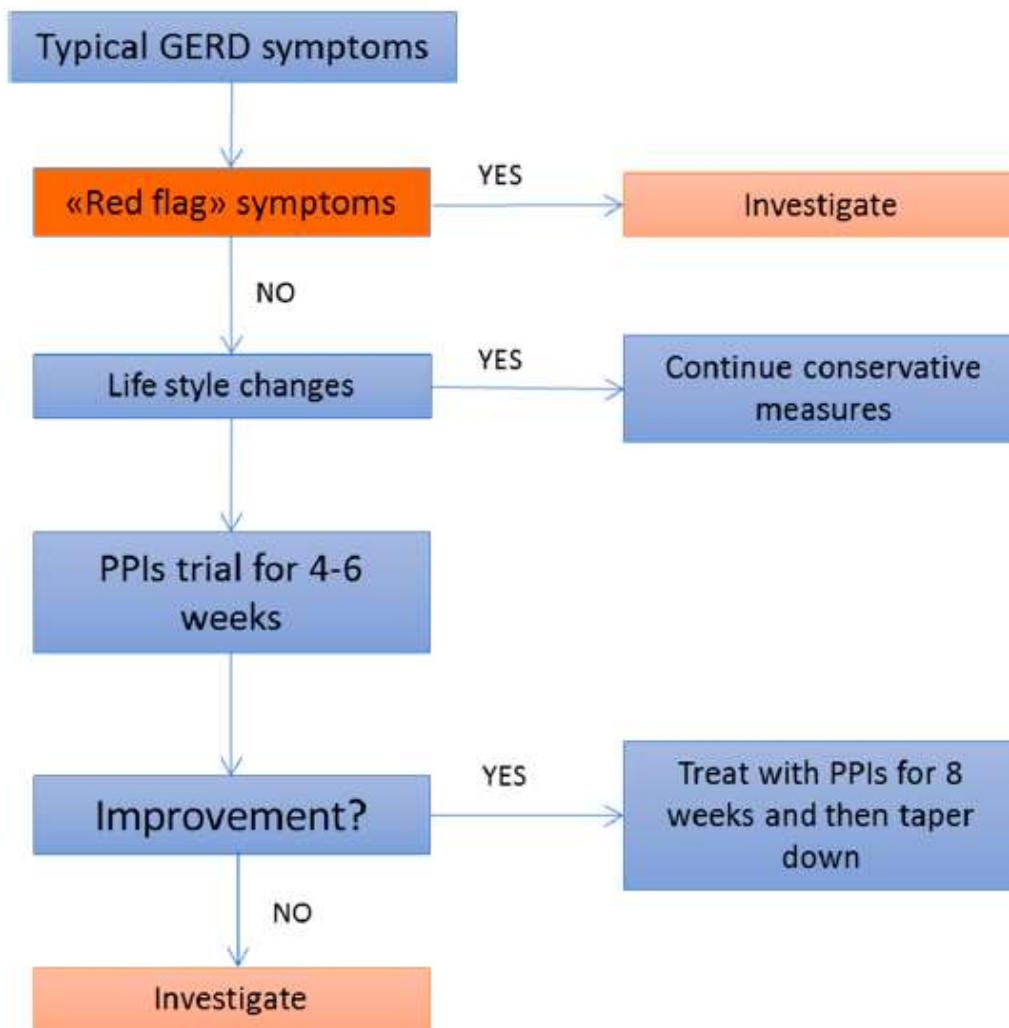 Typical GERD symptoms
«Red flag» symptoms
YES
Investigate
NO
Life style changes
YES
Continue conservative
measures
PPIs trial for 4-6
weeks
Improvement?
YES
Treat with PPIs for 8
weeks and then taper
down
NO
Investigate